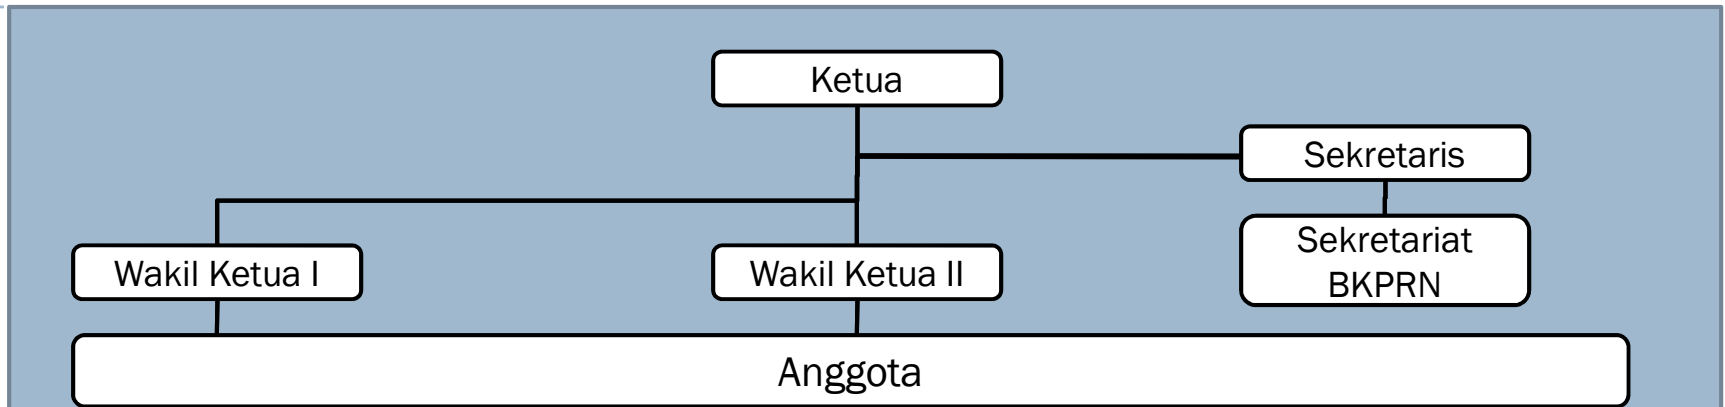 Ketua
Sekretaris
Wakil Ketua I
Wakil Ketua II
Sekretariat
BKPRN
Anggota